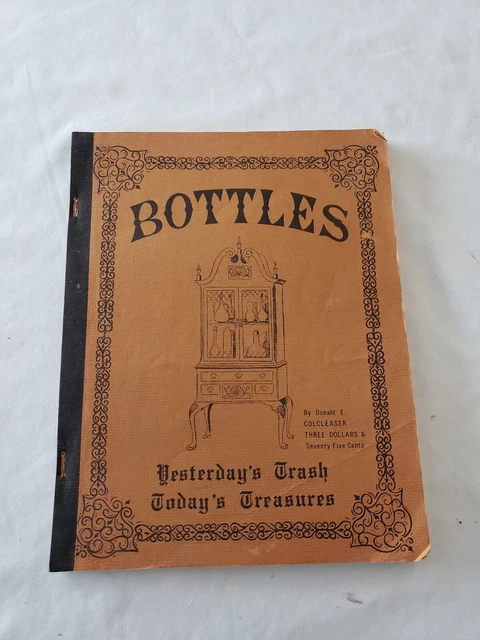 BOTTLES
By Donald E.
COLCLEASER
THREE DOLLARS &
Seventy Five Cents
Yesterday's Trash
Today's Treasures